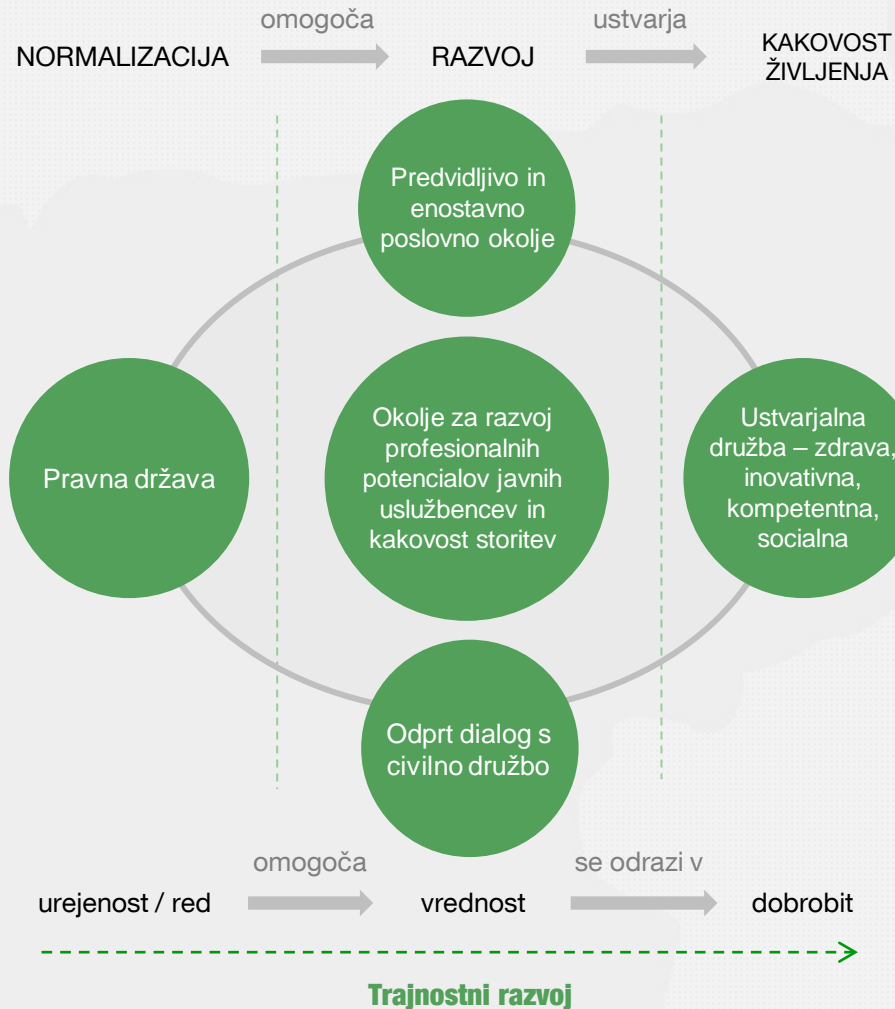 omogoča
ustvarja
NORMALIZACIJA
RAZVOJ
KAKOVOST
ŽIVLJENJA
Predvidljivo in
enostavno
poslovno okolje
Pravna država
Okolje za razvoj
profesionalnih
potencialov javnih
uslužbencev in
kakovost storitev
Ustvarjalna
družba – zdrava,
inovativna,
kompetentna,
socialna
Odprt dialog s
civilno družbo
omogoča
se odrazi v
urejenost / red
vrednost
dobrobit
Trajnostni razvoj